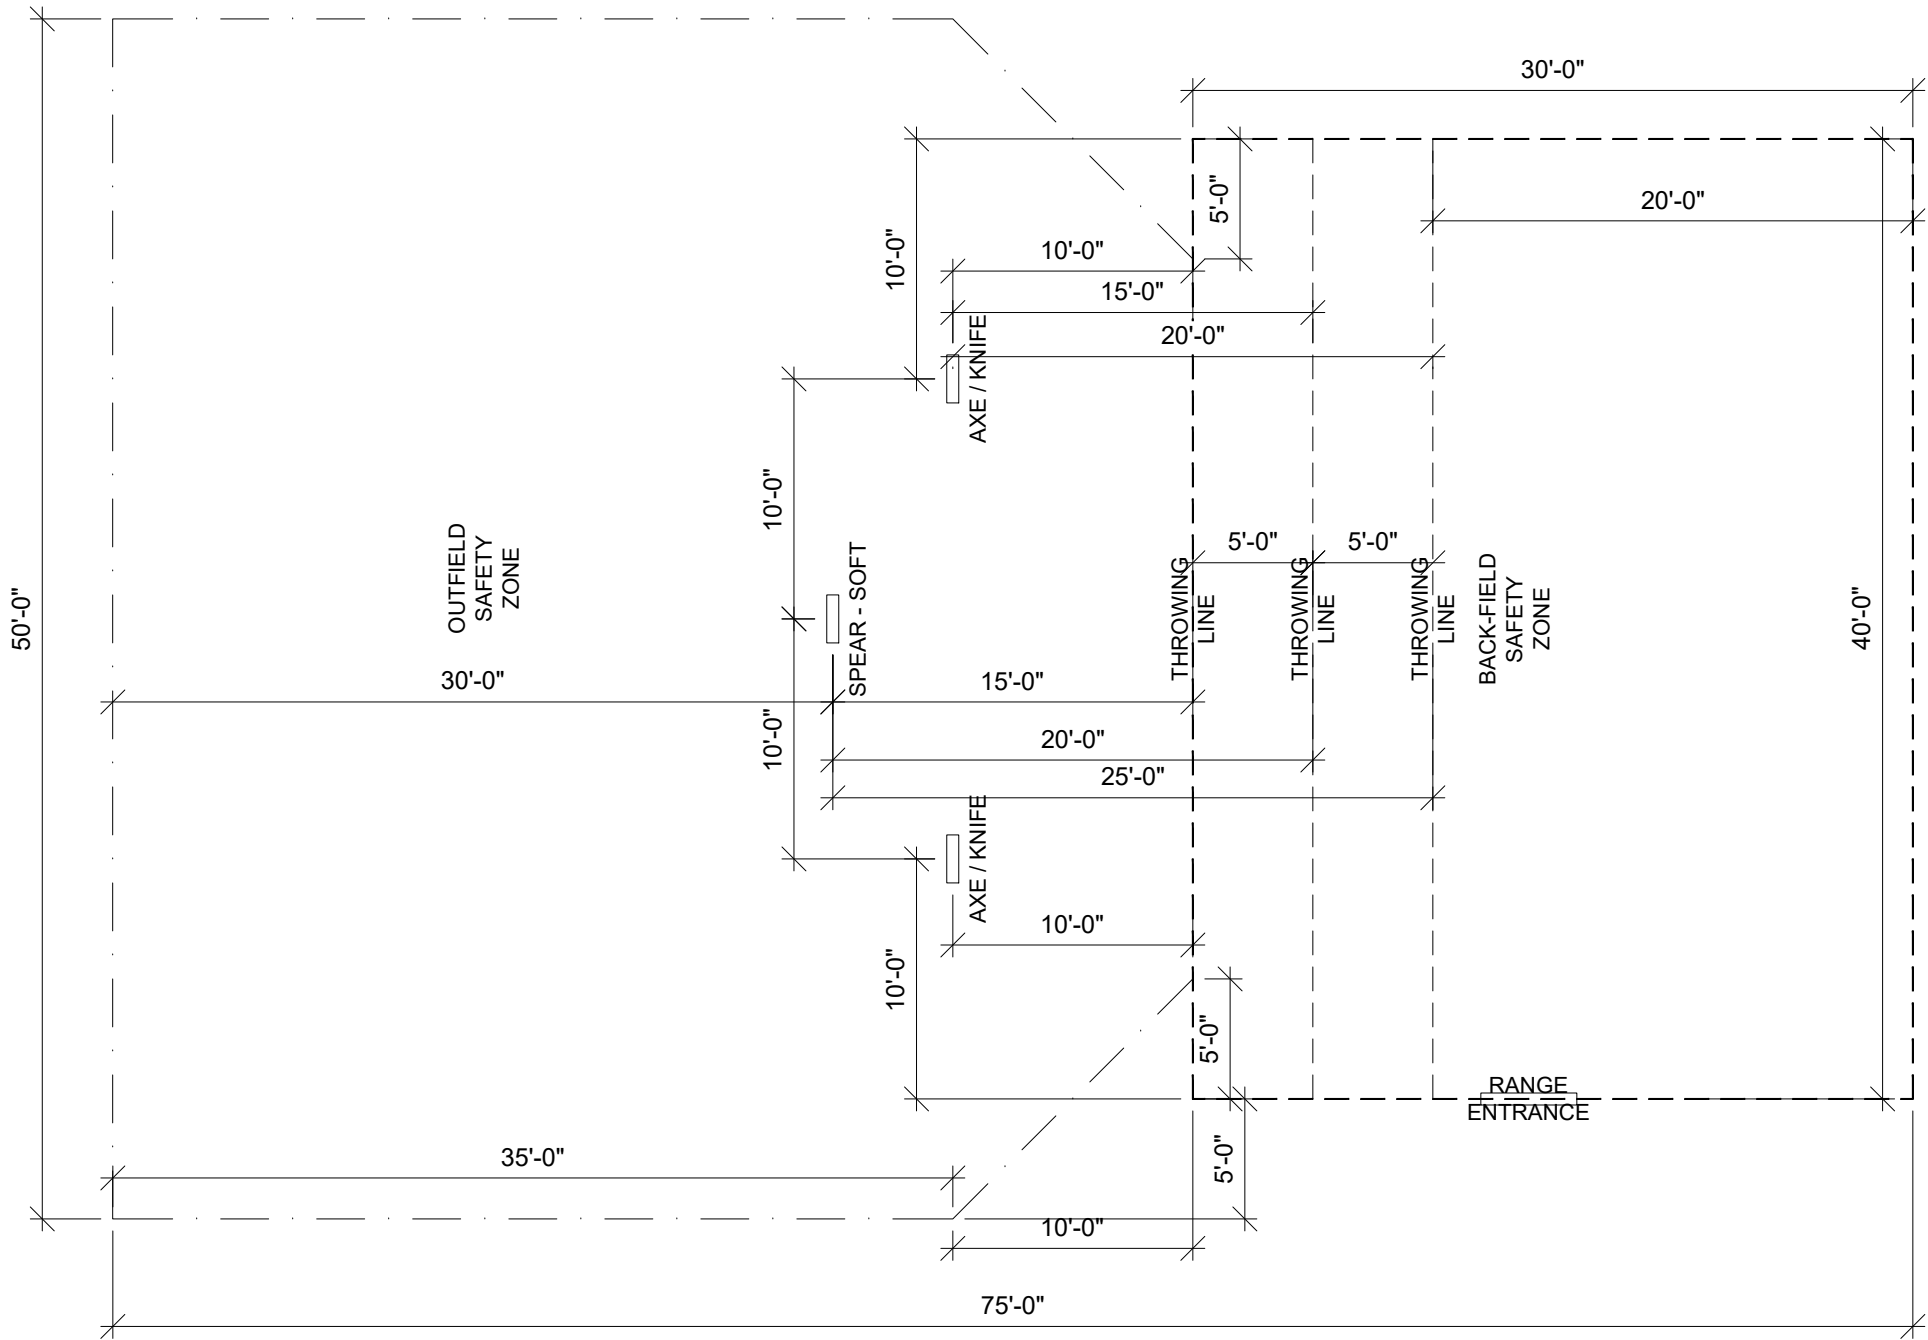 30'-0"
5'-0"
20'-0"
10'-0"
10'-0"
15'-0"
20'-0"
AXE / KNIFE
10'-0"
5'-0"
5'-0"
OUTFIELD
SAFETY
ZONE
SPEAR - SOFT
THROWING
LINE
THROWING
LINE
THROWING
LINE
BACK-FIELD
SAFETY
ZONE
50'-0"
40'-0"
30'-0"
15'-0"
10'-0"
20'-0"
25'-0"
AXE / KNIFE
10'-0"
10'-0"
5'-0"
RANGE
ENTRANCE
35'-0"
5'-0"
10'-0"
75'-0"